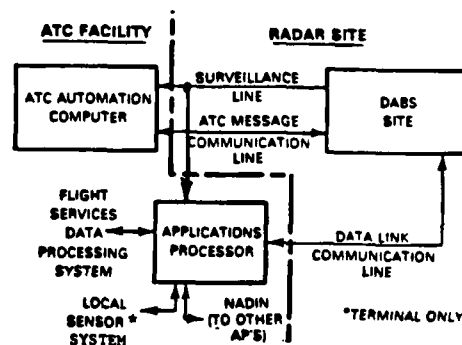 ATC FACILITY
RADAR SITE
ATC AUTOMATION
COMPUTER
SURVEILLANCE
LINE
ATC MESSAGE
COMMUNICATION
LINE
DABS
SITE
FLIGHT
SERVICES
DATA
PROCESSING
SYSTEM
APPLICATIONS
PROCESSOR
DATA LINK
COMMUNICATION
LINE
LOCAL
SENSOR *
SYSTEM
NADIN
(TO OTHER
AP'S)
*TERMINAL ONLY